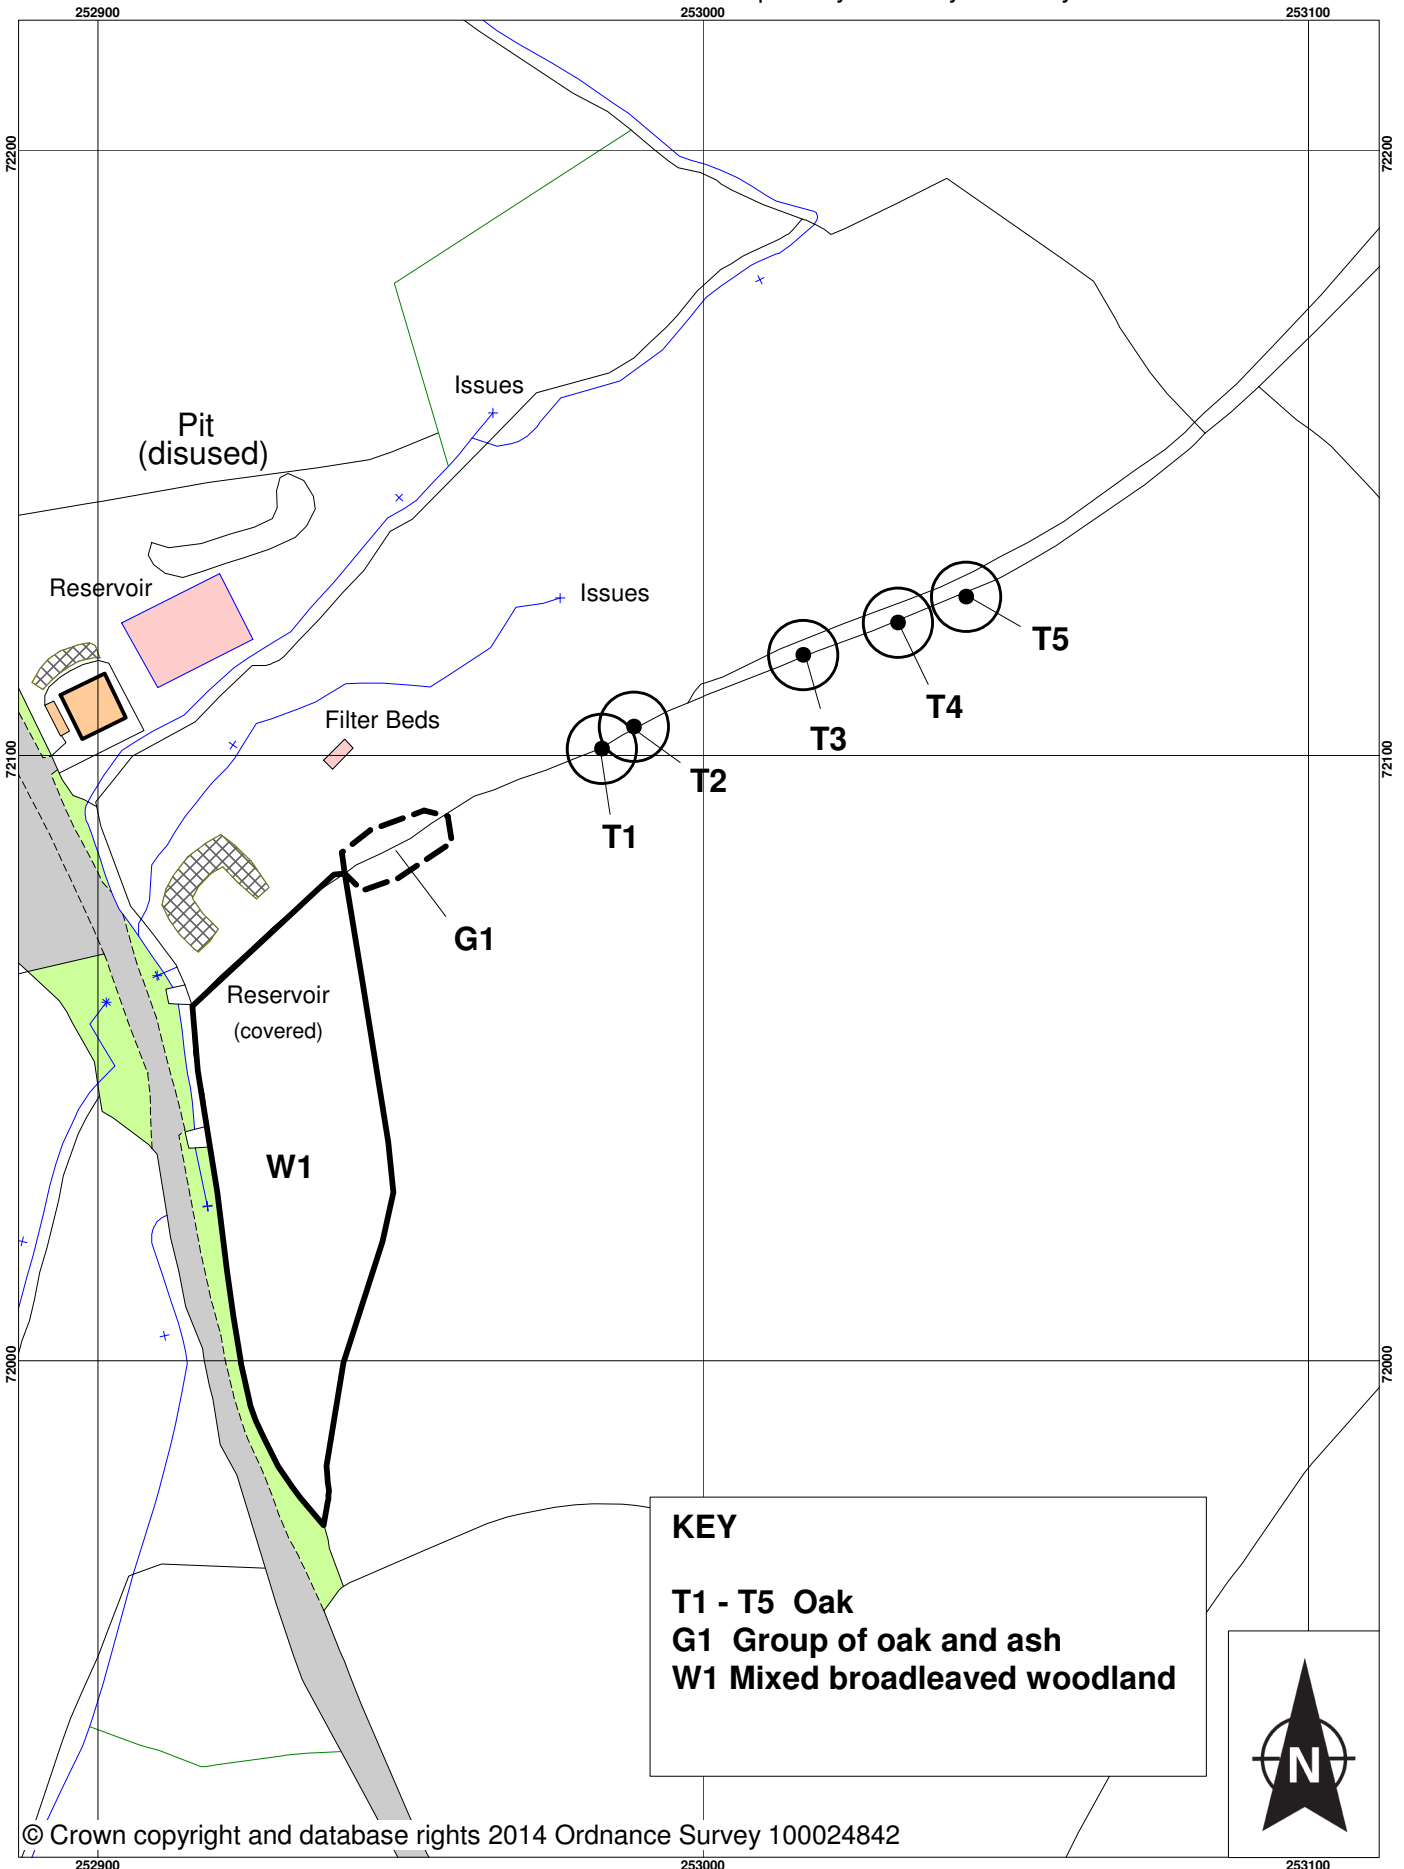 252900
253000
253100
72200
72200
Issues
Pit
(disused)
Reservoir
Issues
T5
T4
Filter Beds
T3
72100
72100
T2
T1
G1
Reservoir
(covered)
W1
72000
72000
KEY
T1 - T5 Oak
G1 Group of oak and ash
W1 Mixed broadleaved woodland
N
© Crown copyright and database rights 2014 Ordnance Survey 100024842
252900
253000
253100